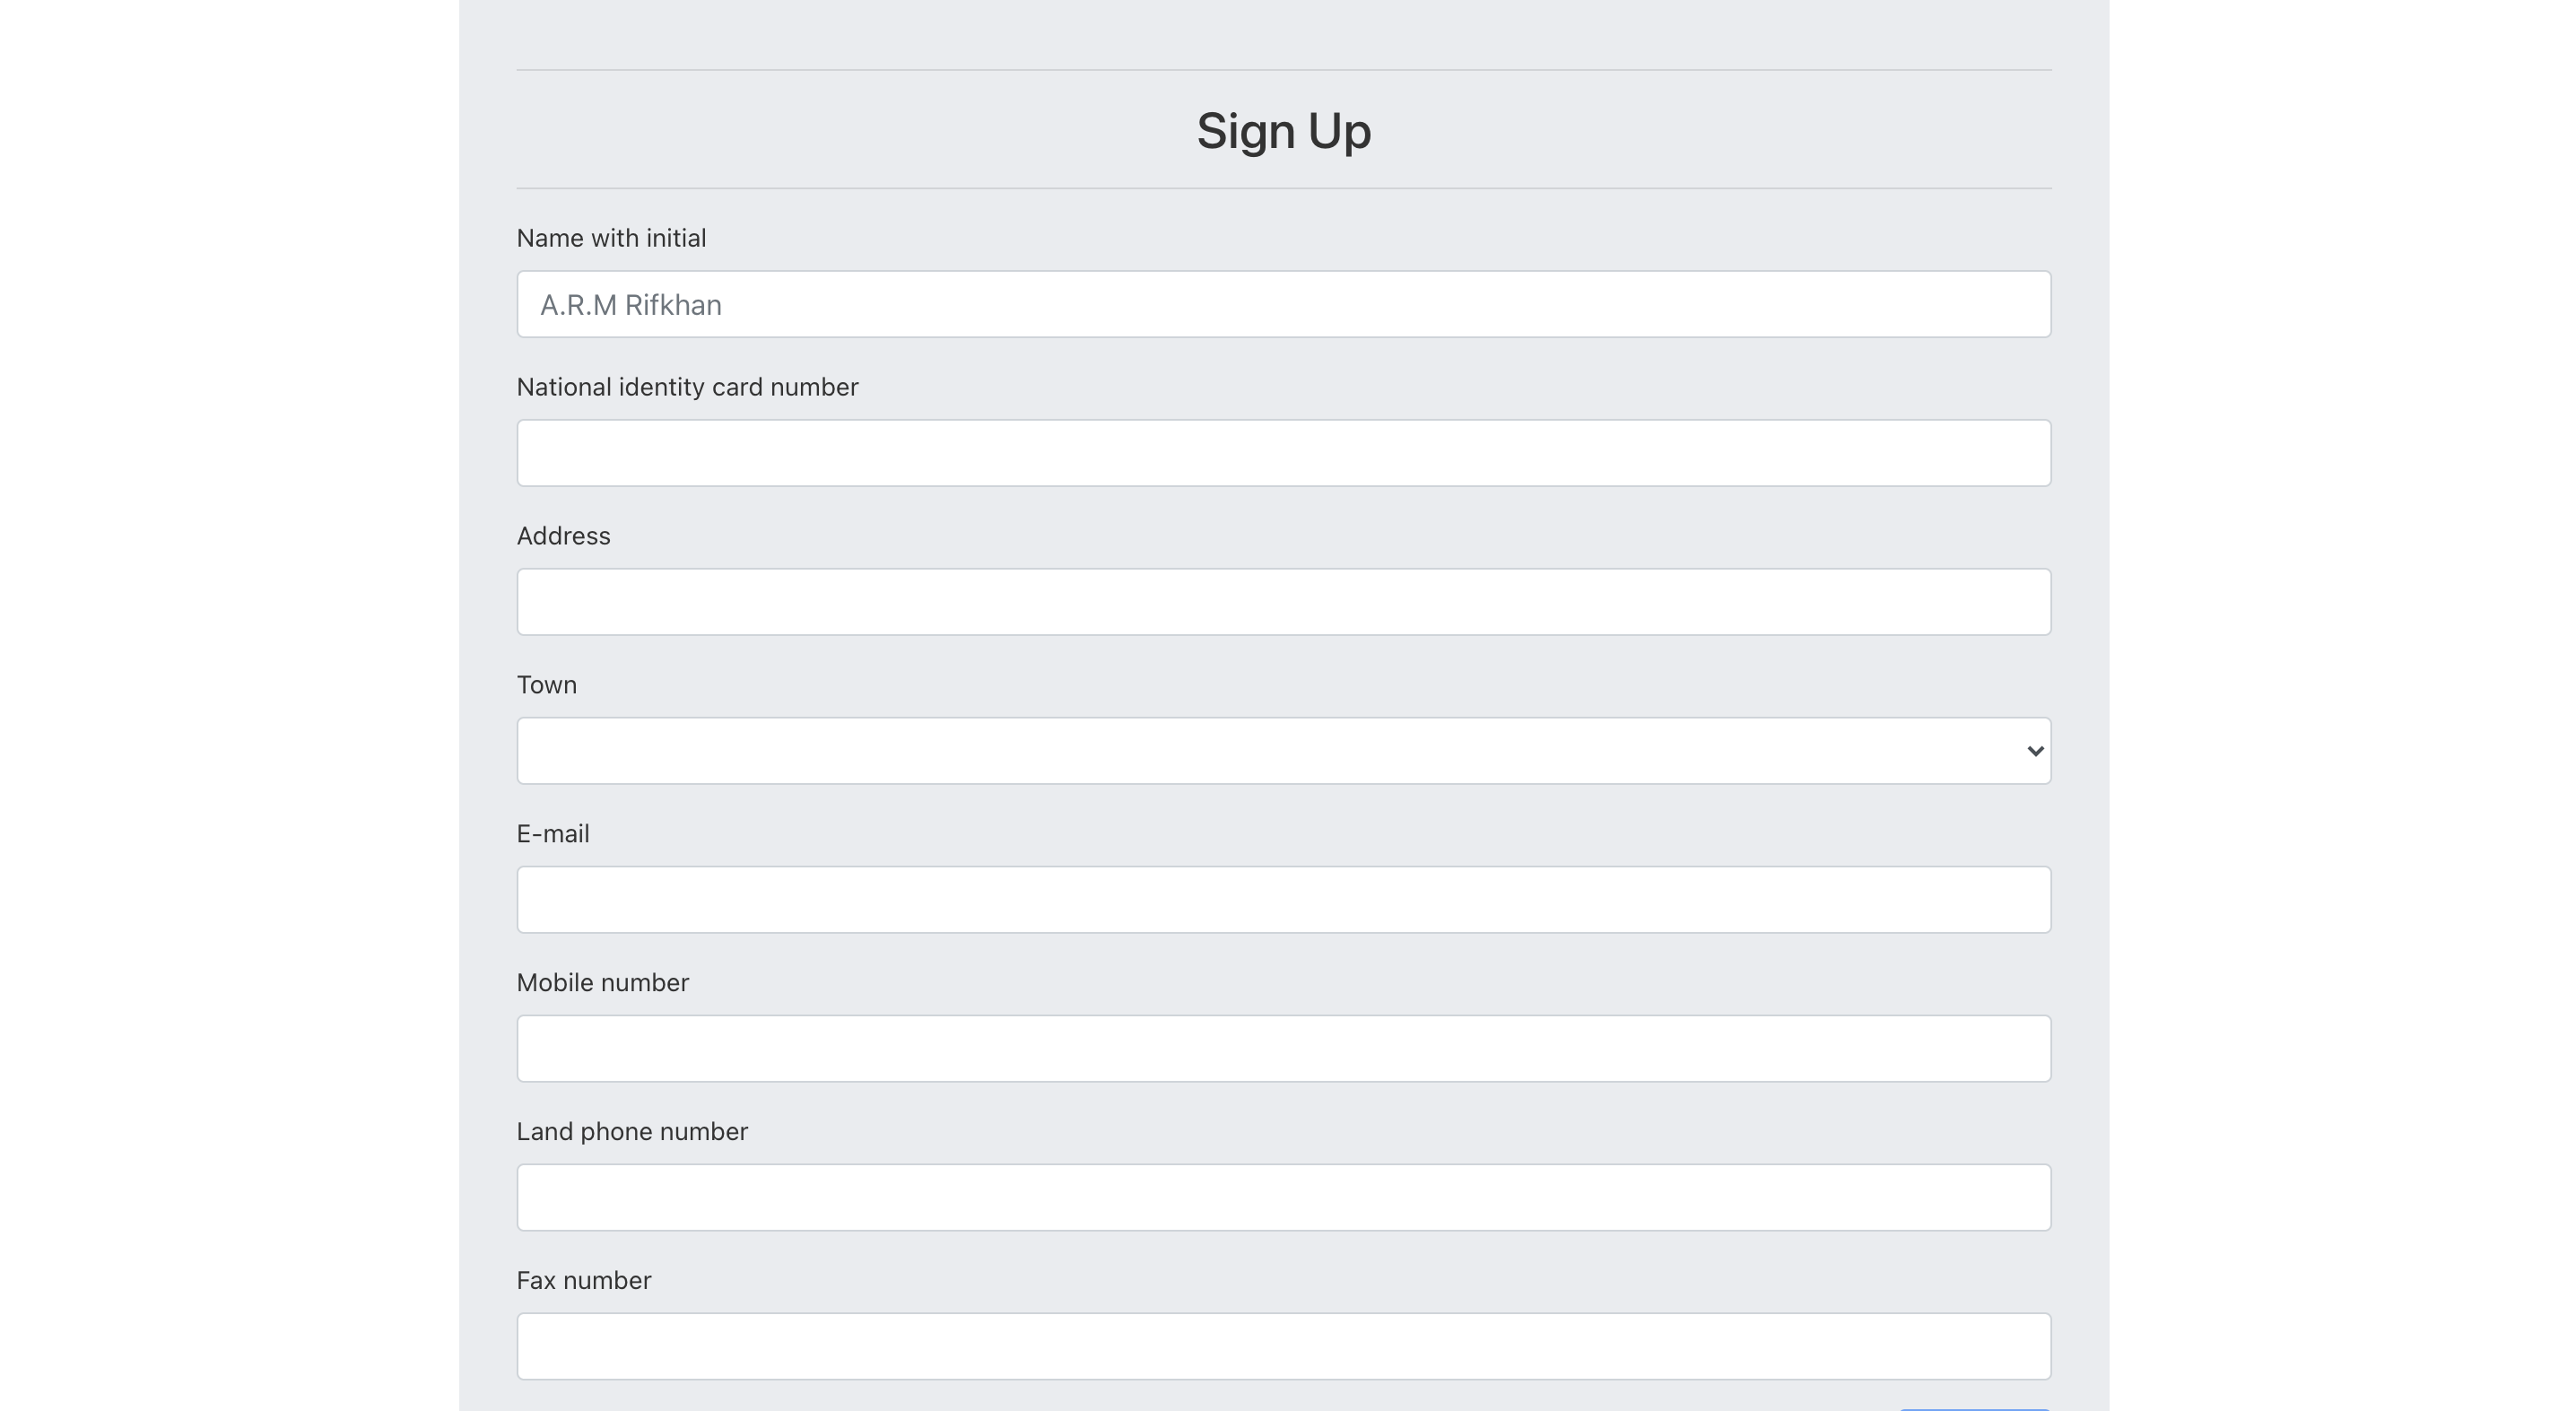 Sign Up
Name with initial
A.R.M Rifkhan
National identity card number
Address
Town
E-mail
Mobile number
Land phone number
Fax number